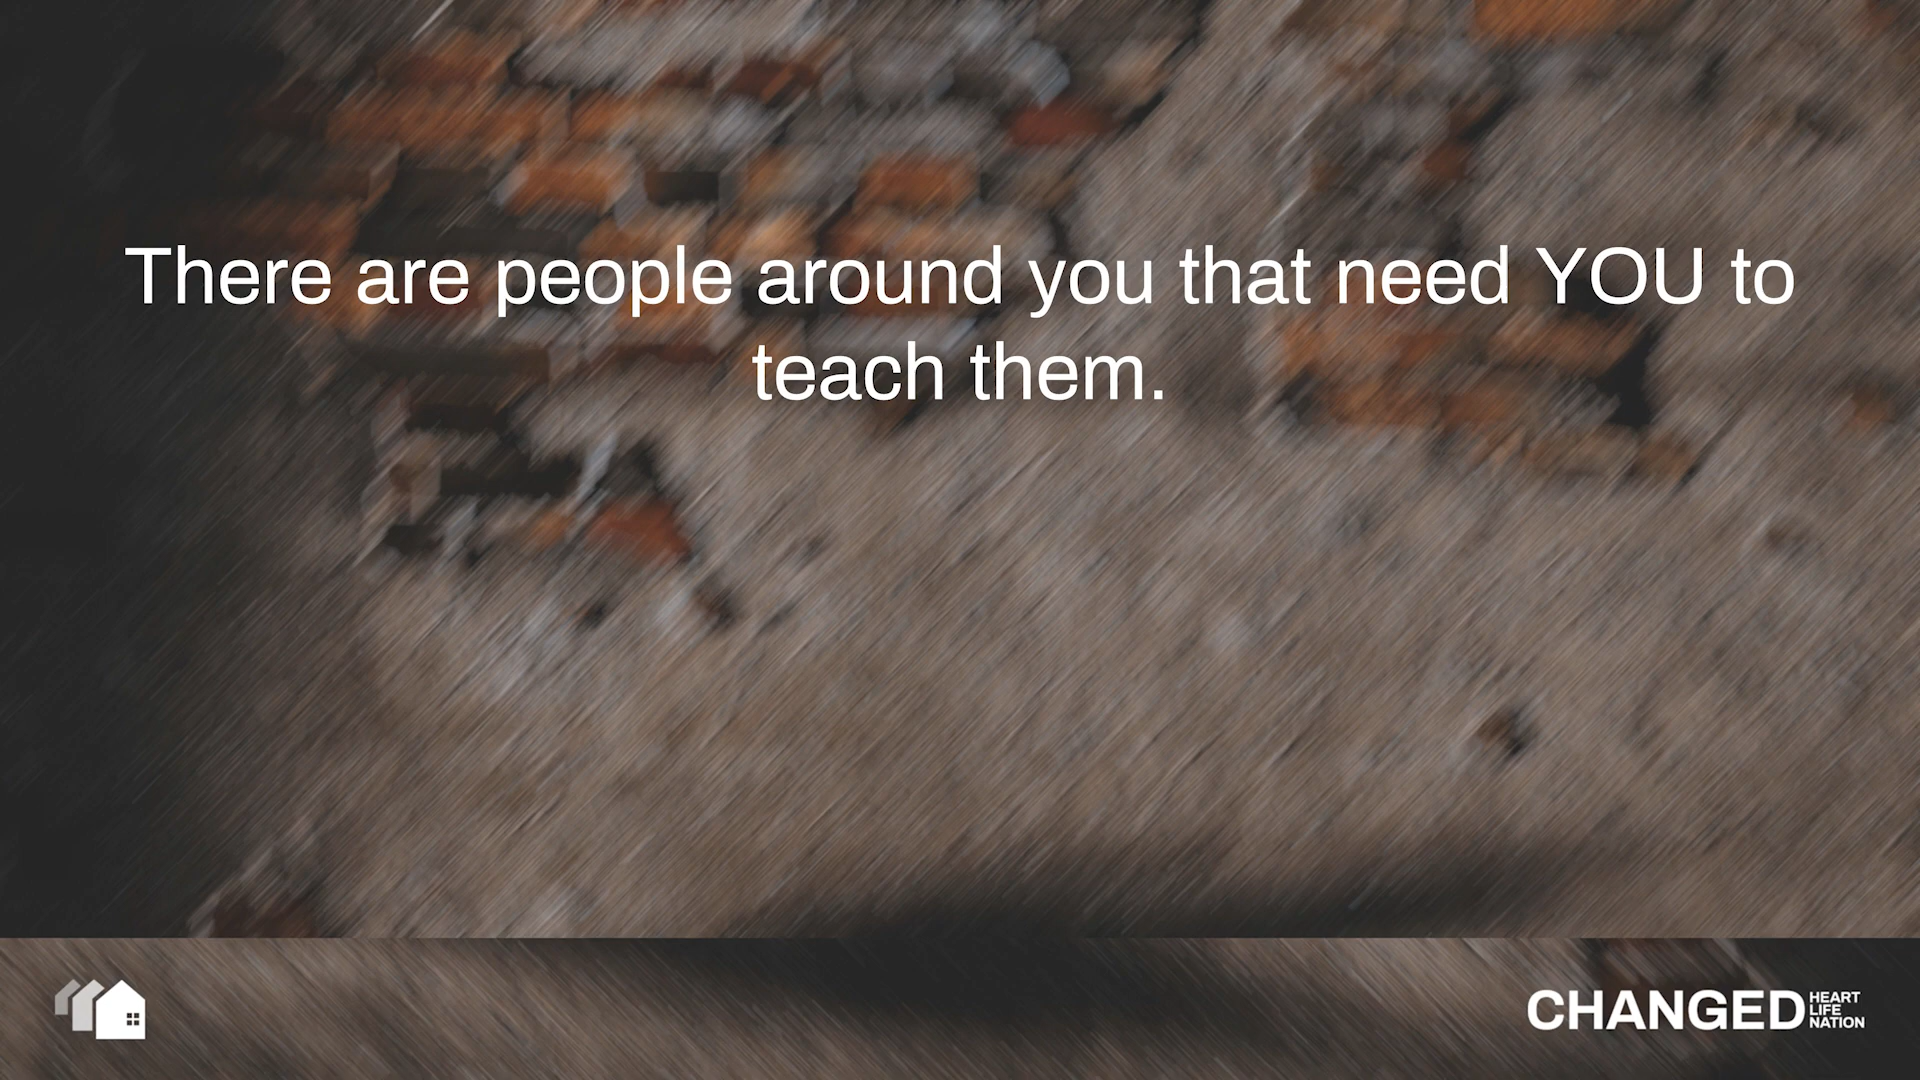 There are people around you that need YOU to
teach them.
CHANGED
HEART
LIFE
NATION